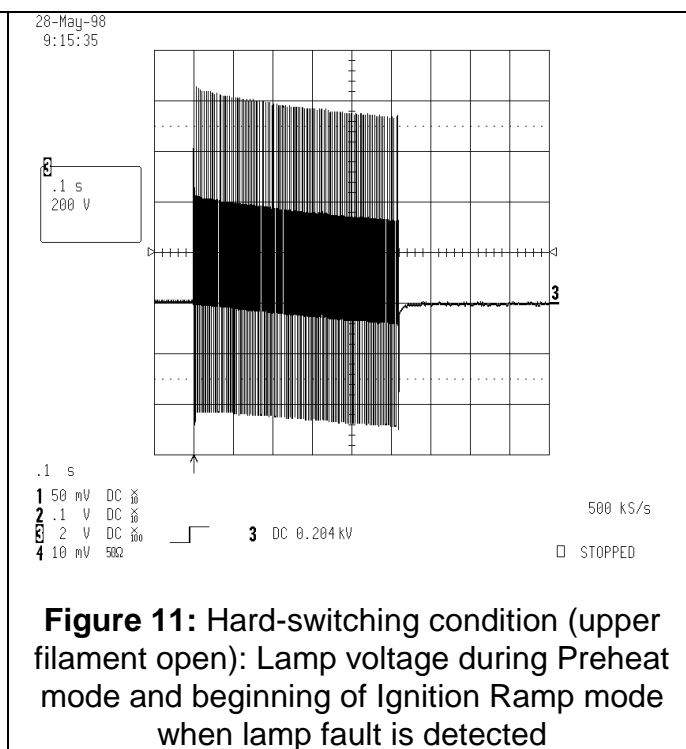 28-May-98
9:15:35
3
.1 s
200 V
3
.1 s
1 50 mV DC X10
2 .1 V DC X10
3 2 V DC X100
4 10 mV 50Ω
3 DC 0.204kV
500 kS/s
STOPPED
Figure 11: Hard-switching condition (upper
filament open): Lamp voltage during Preheat
mode and beginning of Ignition Ramp mode
when lamp fault is detected